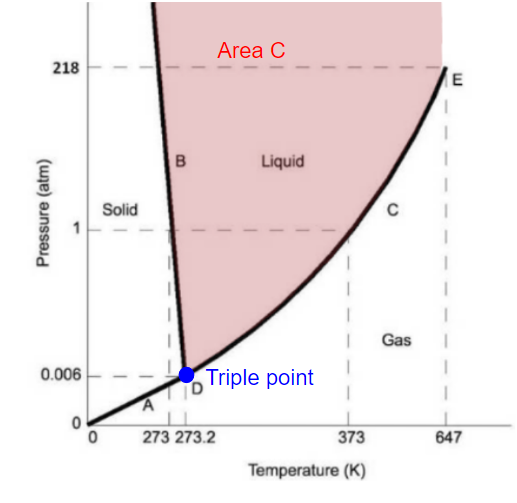 Area C
218
E
B
Liquid
Solid
C
1
Pressure (atm)
Gas
0.006
Triple point
D
A
0
0
273
273.2
373
647
Temperature (K)